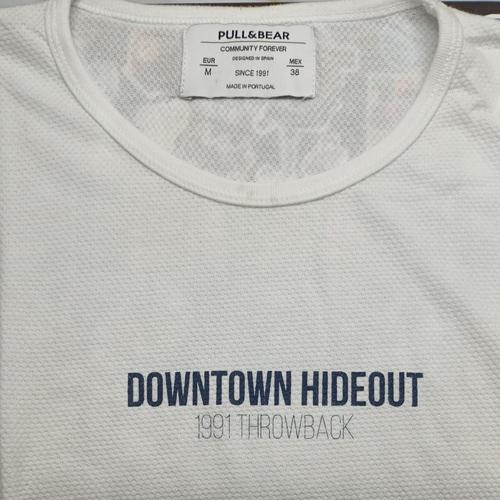 PULL&BEAR
COMMUNITY FOREVER
DESIGNED IN SPAIN
EUR MEX
M SINCE 1991 38
MADE IN PORTUGAL
DOWNTOWN HIDEOUT
1991 THROWBACK